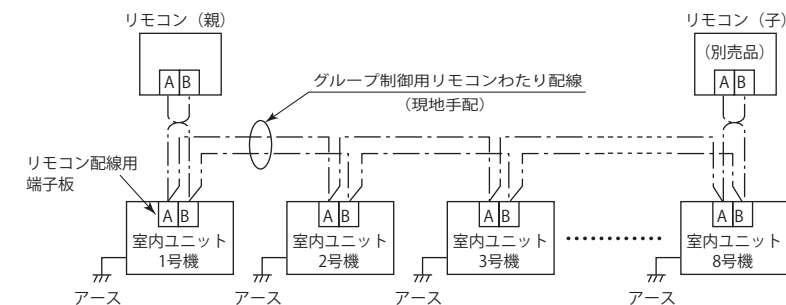 リモコン（親）
リモコン（子）
（別売品）
A B
A B
グループ制御用リモコンわたり配線
（現地手配）
リモコン配線用
端子板
A B
A B
A B
A B
室内ユニット
1号機
室内ユニット
2号機
室内ユニット
3号機
室内ユニット
8号機
アース
アース
アース
アース